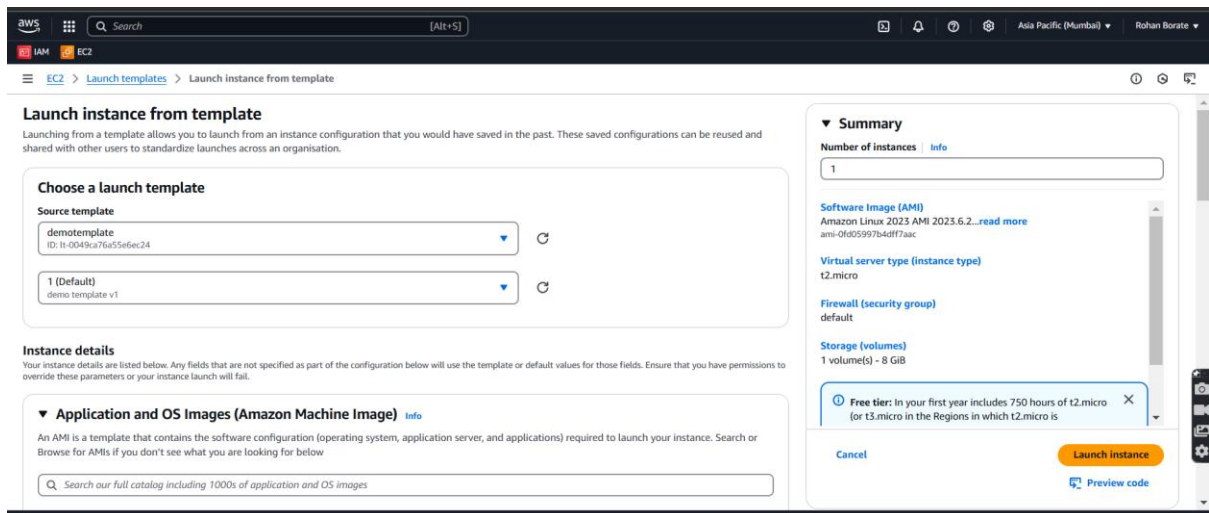 aws
Search [Alt+S]
Asia Pacific (Mumbai) Rohan Borate
IAM EC2
EC2 > Launch templates > Launch instance from template
Launch instance from template
Launching from a template allows you to launch from an instance configuration that you would have saved in the past. These saved configurations can be reused and
shared with other users to standardize launches across an organisation.
Choose a launch template
Source template
demotemplate
ID: lt-0049ca76a55e6ec24
1 (Default)
demo template v1
Instance details
Your instance details are listed below. Any fields that are not specified as part of the configuration below will use the template or default values for those fields. Ensure that you have permissions to
override these parameters or your instance launch will fail.
Application and OS Images (Amazon Machine Image) Info
An AMI is a template that contains the software configuration (operating system, application server, and applications) required to launch your instance. Search or
Browse for AMIs if you don't see what you are looking for below
Search our full catalog including 1000s of application and OS images
Summary
Number of instances Info
1
Software Image (AMI)
Amazon Linux 2023 AMI 2023.6.2...read more
ami-0fd05997b4dff7aac
Virtual server type (instance type)
t2.micro
Firewall (security group)
default
Storage (volumes)
1 volume(s) - 8 GiB
Free tier: In your first year includes 750 hours of t2.micro
(or t3.micro in the Regions in which t2.micro is
Cancel
Launch instance
Preview code